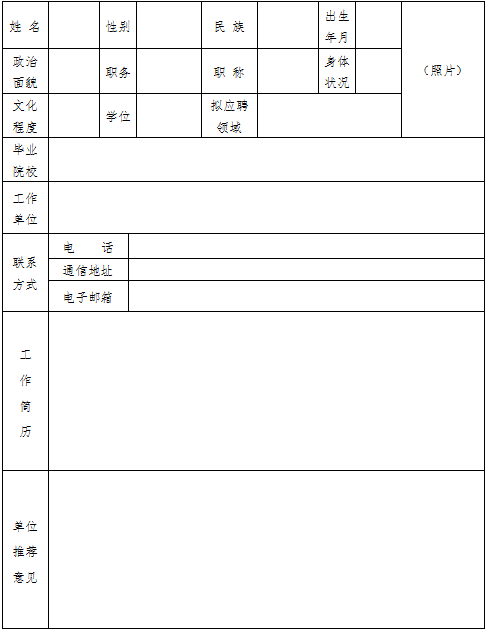 姓 名 性别 民 族 出生年月 （照片）
政治面貌 职务 职 称 身体状况
文化程度 学位 拟应聘领域
毕业院校
工作单位
联系方式
电 话
通信地址
电子邮箱
工作简历
单位推荐意见